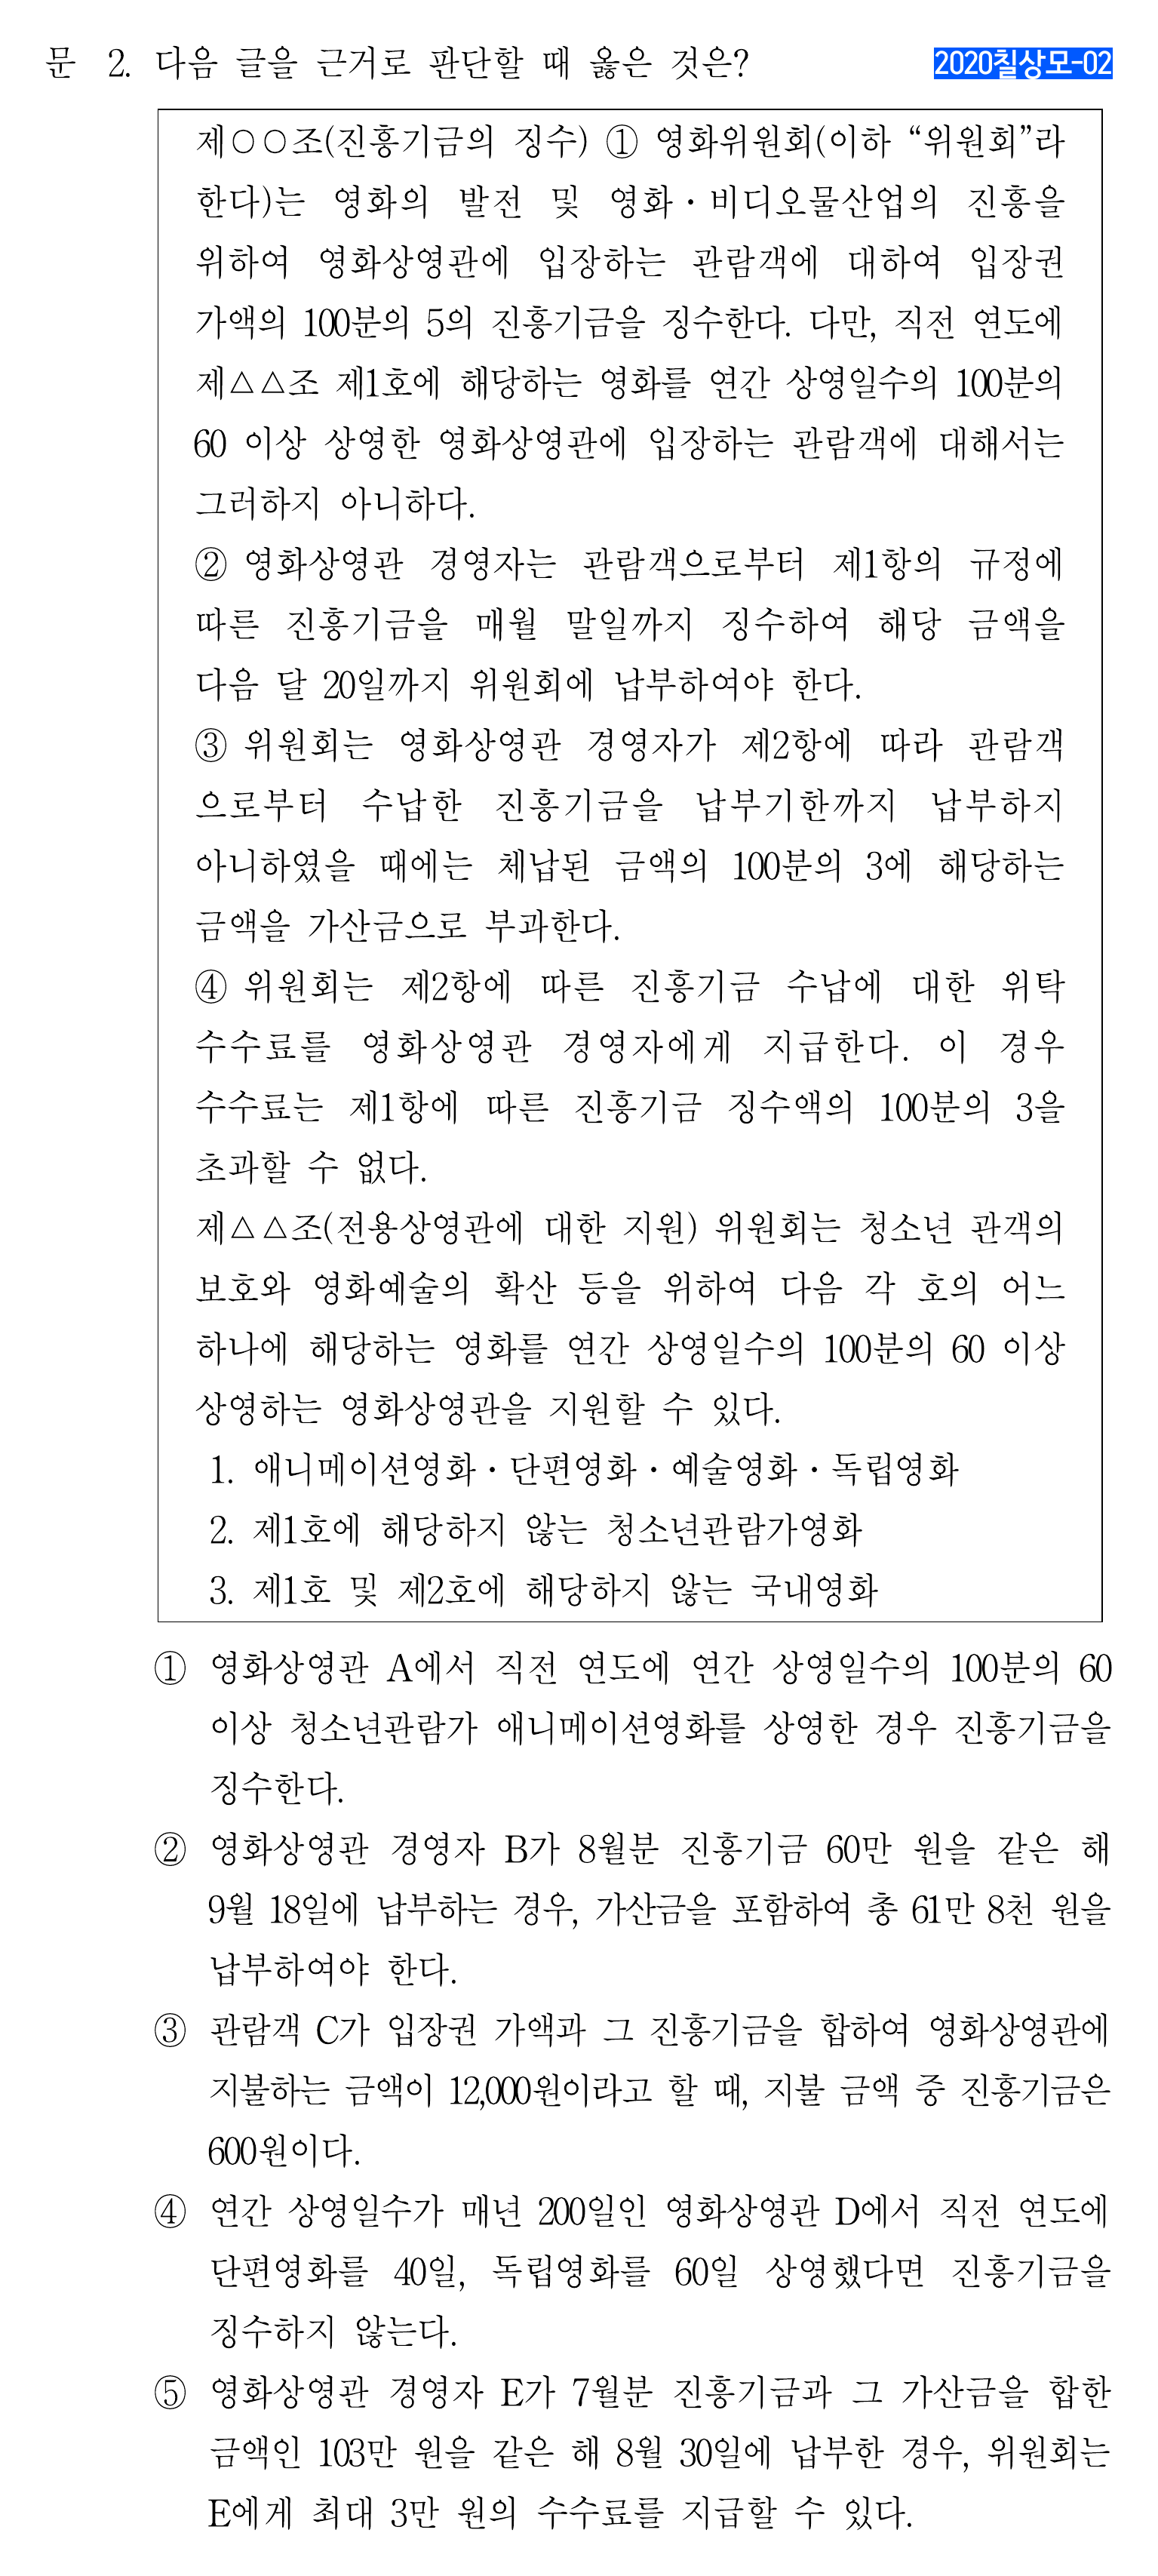 문 2. 다음 글을 근거로 판단할 때 옳은 것은?
2020칠상모-02
제○○조(진흥기금의 징수) ① 영화위원회(이하 “위원회”라
한다)는 영화의 발전 및 영화·비디오물산업의 진흥을
위하여 영화상영관에 입장하는 관람객에 대하여 입장권
가액의 100분의 5의 진흥기금을 징수한다. 다만, 직전 연도에
제△△조 제1호에 해당하는 영화를 연간 상영일수의 100분의
60 이상 상영한 영화상영관에 입장하는 관람객에 대해서는
그러하지 아니하다.
② 영화상영관 경영자는 관람객으로부터 제1항의 규정에
따른 진흥기금을 매월 말일까지 징수하여 해당 금액을
다음 달 20일까지 위원회에 납부하여야 한다.
③ 위원회는 영화상영관 경영자가 제2항에 따라 관람객
으로부터 수납한 진흥기금을 납부기한까지 납부하지
아니하였을 때에는 체납된 금액의 100분의 3에 해당하는
금액을 가산금으로 부과한다.
④ 위원회는 제2항에 따른 진흥기금 수납에 대한 위탁
수수료를 영화상영관 경영자에게 지급한다. 이 경우
수수료는 제1항에 따른 진흥기금 징수액의 100분의 3을
초과할 수 없다.
제△△조(전용상영관에 대한 지원) 위원회는 청소년 관객의
보호와 영화예술의 확산 등을 위하여 다음 각 호의 어느
하나에 해당하는 영화를 연간 상영일수의 100분의 60 이상
상영하는 영화상영관을 지원할 수 있다.
1. 애니메이션영화·단편영화·예술영화·독립영화
2. 제1호에 해당하지 않는 청소년관람가영화
3. 제1호 및 제2호에 해당하지 않는 국내영화
① 영화상영관 A에서 직전 연도에 연간 상영일수의 100분의 60
이상 청소년관람가 애니메이션영화를 상영한 경우 진흥기금을
징수한다.
② 영화상영관 경영자 B가 8월분 진흥기금 60만 원을 같은 해
9월 18일에 납부하는 경우, 가산금을 포함하여 총 61만 8천 원을
납부하여야 한다.
③ 관람객 C가 입장권 가액과 그 진흥기금을 합하여 영화상영관에
지불하는 금액이 12,000원이라고 할 때, 지불 금액 중 진흥기금은
600원이다.
④ 연간 상영일수가 매년 200일인 영화상영관 D에서 직전 연도에
단편영화를 40일, 독립영화를 60일 상영했다면 진흥기금을
징수하지 않는다.
⑤ 영화상영관 경영자 E가 7월분 진흥기금과 그 가산금을 합한
금액인 103만 원을 같은 해 8월 30일에 납부한 경우, 위원회는
E에게 최대 3만 원의 수수료를 지급할 수 있다.